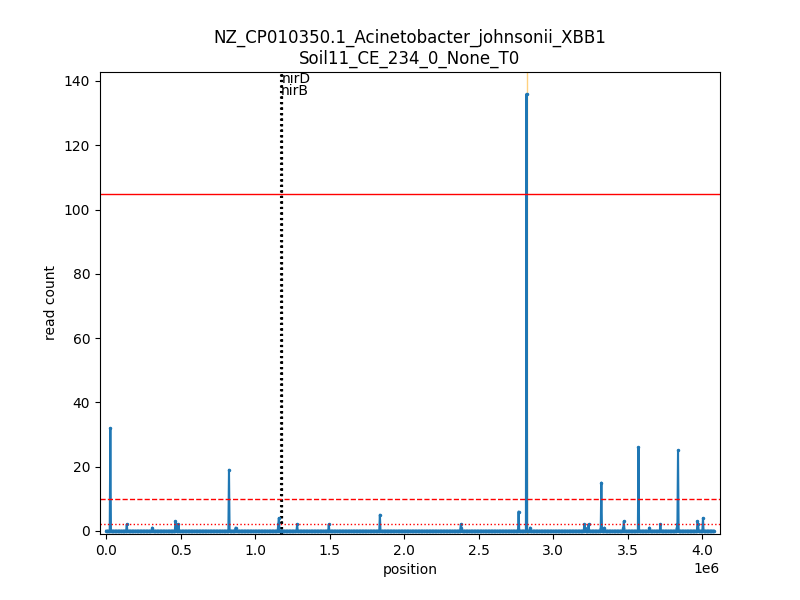 NZ_CP010350.1_Acinetobacter_johnsonii_XBB1
Soil11_CE_234_0_None_T0
nirD
nirB
140
120
100
80
60
40
20
0
read count
0.0 0.5 1.0 1.5 2.0 2.5 3.0 3.5 4.0
1e6
position